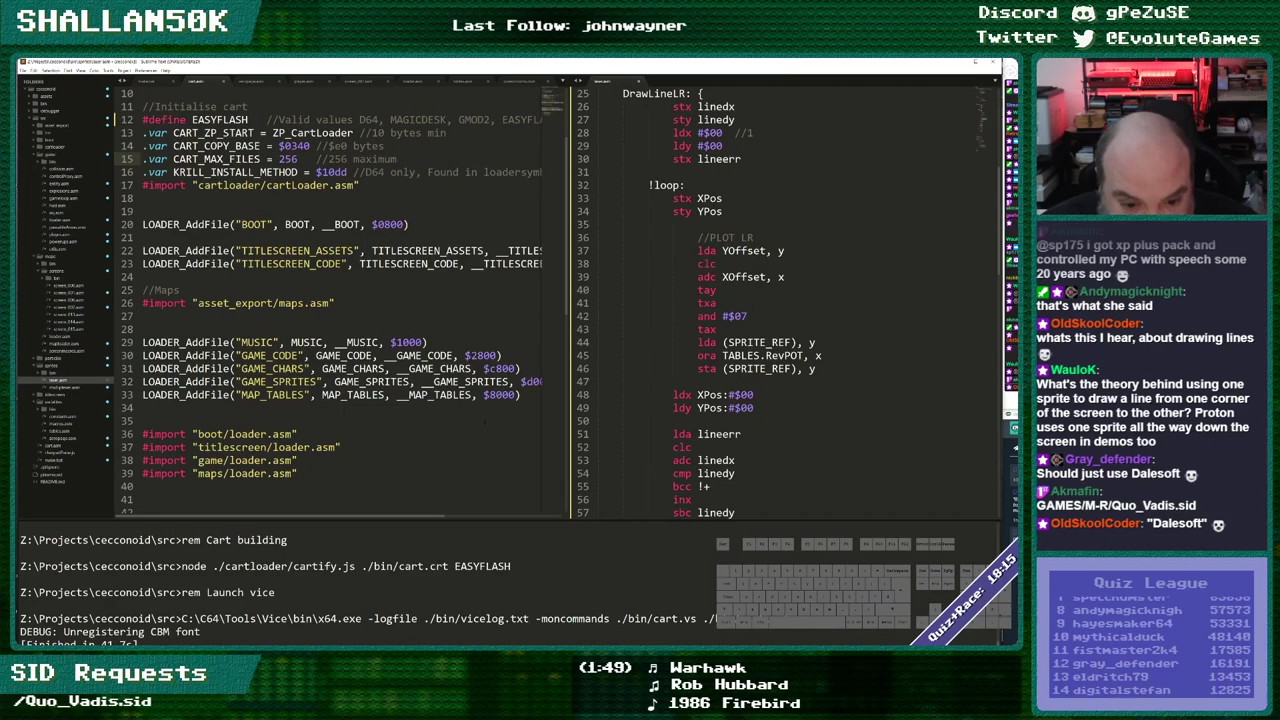 SHALLAN50K
Last Follow: johnwayner
Discord gPeZuSE
Twitter @EvoluteGames
10
11 //Initialise cart
12 #define EASYFLASH //Valid values D64, MAGICDESK, GMOD2, EASYFLA
13 .var CART_ZP_START = ZP_CartLoader //10 bytes min
14 .var CART_COPY_BASE = $0340 //$e0 bytes
15 .var CART_MAX_FILES = 256 //256 maximum
16 .var KRILL_INSTALL_METHOD = $10dd //D64 only, Found in loadersymb
17 #import "cartloader/cartLoader.asm"
18
19
20 LOADER_AddFile("BOOT", BOOT, __BOOT, $0800)
21
22 LOADER_AddFile("TITLESCREEN_ASSETS", TITLESCREEN_ASSETS, __TITLES
23 LOADER_AddFile("TITLESCREEN_CODE", TITLESCREEN_CODE, __TITLESCREE
24
25 //Maps
26 #import "asset_export/maps.asm"
27
28
29 LOADER_AddFile("MUSIC", MUSIC, __MUSIC, $1000)
30 LOADER_AddFile("GAME_CODE", GAME_CODE, __GAME_CODE, $2800)
31 LOADER_AddFile("GAME_CHARS", GAME_CHARS, __GAME_CHARS, $c800)
32 LOADER_AddFile("GAME_SPRITES", GAME_SPRITES, __GAME_SPRITES, $d00
33 LOADER_AddFile("MAP_TABLES", MAP_TABLES, __MAP_TABLES, $8000)
34
35
36 #import "boot/loader.asm"
37 #import "titlescreen/loader.asm"
38 #import "game/loader.asm"
39 #import "maps/loader.asm"
40
41
25 DrawLineLR: {
26 stx linedx
27 sty linedy
28 ldx #$00 //1
29 ldy #$00
30 stx lineerr
31
32 !loop:
33 stx XPos
34 sty YPos
35
36 //PLOT LR
37 lda YOffset, y
38 clc
39 adc XOffset, x
40 tay
41 txa
42 and #$07
43 tax
44 lda (SPRITE_REF), y
45 ora TABLES.RevPOT, x
46 sta (SPRITE_REF), y
47
48 ldx XPos:#$00
49 ldy YPos:#$00
50
51 lda lineerr
52 clc
53 adc linedx
54 cmp linedy
55 bcc !+
56 inx
57 sbc linedy
Z:\Projects\cecconoid\src>rem Cart building
Z:\Projects\cecconoid\src>node ./cartloader/cartify.js ./bin/cart.crt EASYFLASH
Z:\Projects\cecconoid\src>rem Launch vice
Z:\Projects\cecconoid\src>C:\C64\Tools\Vice\bin\x64.exe -logfile ./bin/vicelog.txt -moncommands ./bin/cart.vs ./b
DEBUG: Unregistering CBM font
[Finished in 41.7s]
Quiz+Race: 18:15
Akmafin:
@sp175 i got xp plus pack and
controlled my PC with speech some
20 years ago
Andymagicknight:
that's what she said
OldSkoolCoder:
whats this I hear, about drawing lines
WauloK:
What's the theory behind using one
sprite to draw a line from one corner
of the screen to the other? Proton
uses one sprite all the way down the
screen in demos too
Gray_defender:
Should just use Dalesoft
Akmafin:
GAMES/M-R/Quo_Vadis.sid
OldSkoolCoder: "Dalesoft"
Quiz League
8 andymagicknigh 57573
9 hayesmaker64 53331
10 mythicalduck 48140
11 fistmaster2k4 17585
12 gray_defender 16191
13 eldritch79 13453
14 digitalstefan 12825
SID Requests
/Quo_Vadis.sid
(1:49) Warhawk
Rob Hubbard
1986 Firebird